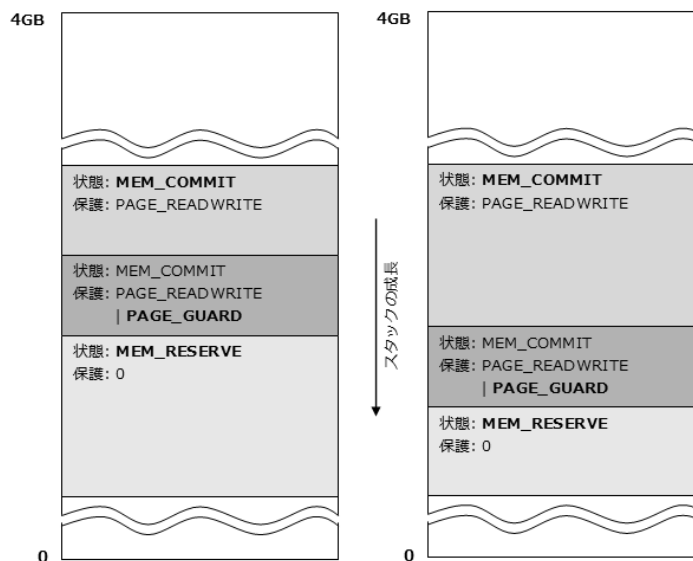 4GB
状態: MEM_COMMIT
保護: PAGE_READWRITE
状態: MEM_COMMIT
保護: PAGE_READWRITE
| PAGE_GUARD
状態: MEM_RESERVE
保護: 0
0
スタックの成長
4GB
状態: MEM_COMMIT
保護: PAGE_READWRITE
状態: MEM_COMMIT
保護: PAGE_READWRITE
| PAGE_GUARD
状態: MEM_RESERVE
保護: 0
0